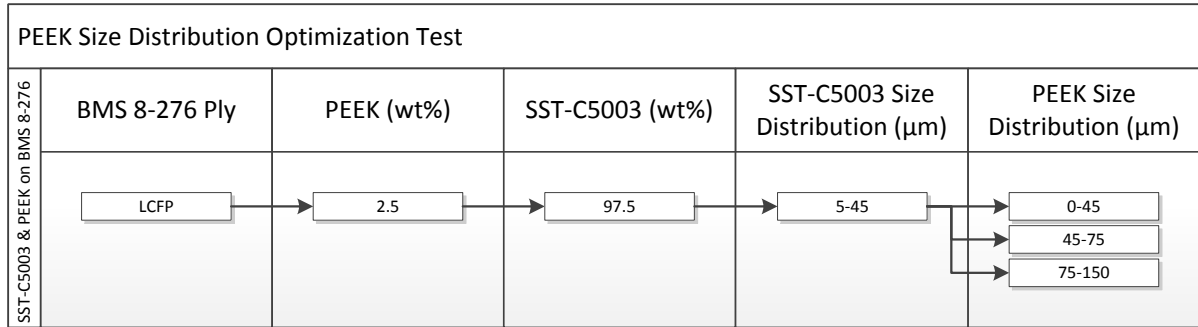 PEEK Size Distribution Optimization Test
SST-C5003 & PEEK on BMS 8-276
BMS 8-276 Ply
PEEK (wt%)
SST-C5003 (wt%)
SST-C5003 Size
Distribution (µm)
PEEK Size
Distribution (µm)
LCFP
2.5
97.5
5-45
0-45
45-75
75-150